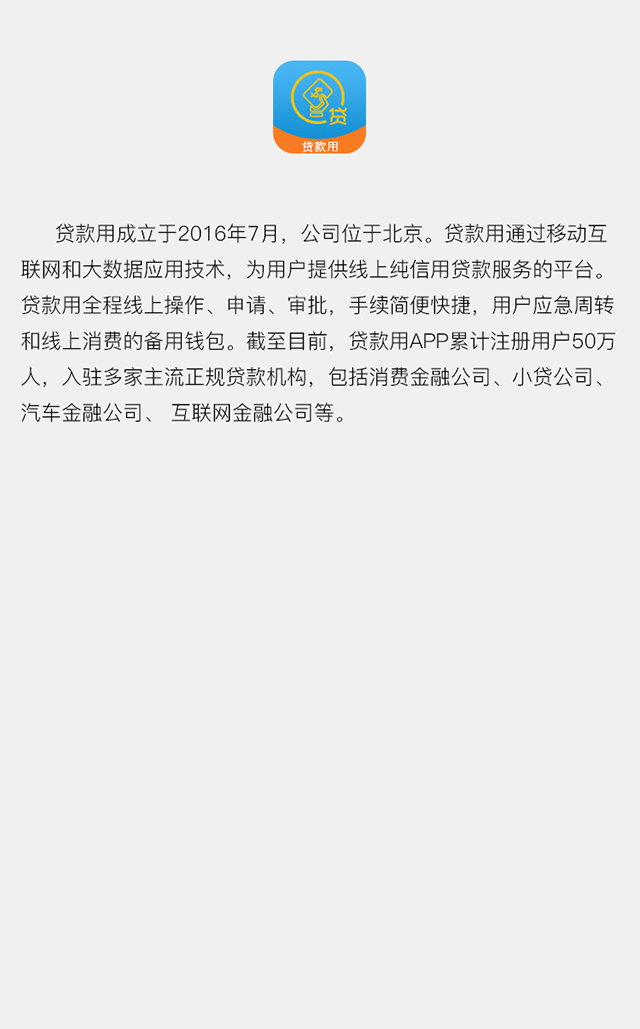 贷
贷款用
贷款用成立于2016年7月，公司位于北京。贷款用通过移动互
联网和大数据应用技术，为用户提供线上纯信用贷款服务的平台。
贷款用全程线上操作、申请、审批，手续简便快捷，用户应急周转
和线上消费的备用钱包。截至目前，贷款用APP累计注册用户50万
人，入驻多家主流正规贷款机构，包括消费金融公司、小贷公司、
汽车金融公司、 互联网金融公司等。